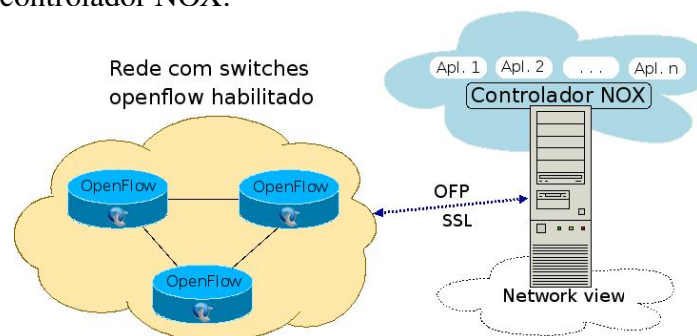 controlador NOX.
Rede com switches
openflow habilitado
Apl. 1 Apl. 2 . . . Apl. n
Controlador NOX
OpenFlow OpenFlow
OpenFlow
OFP
SSL
Network view